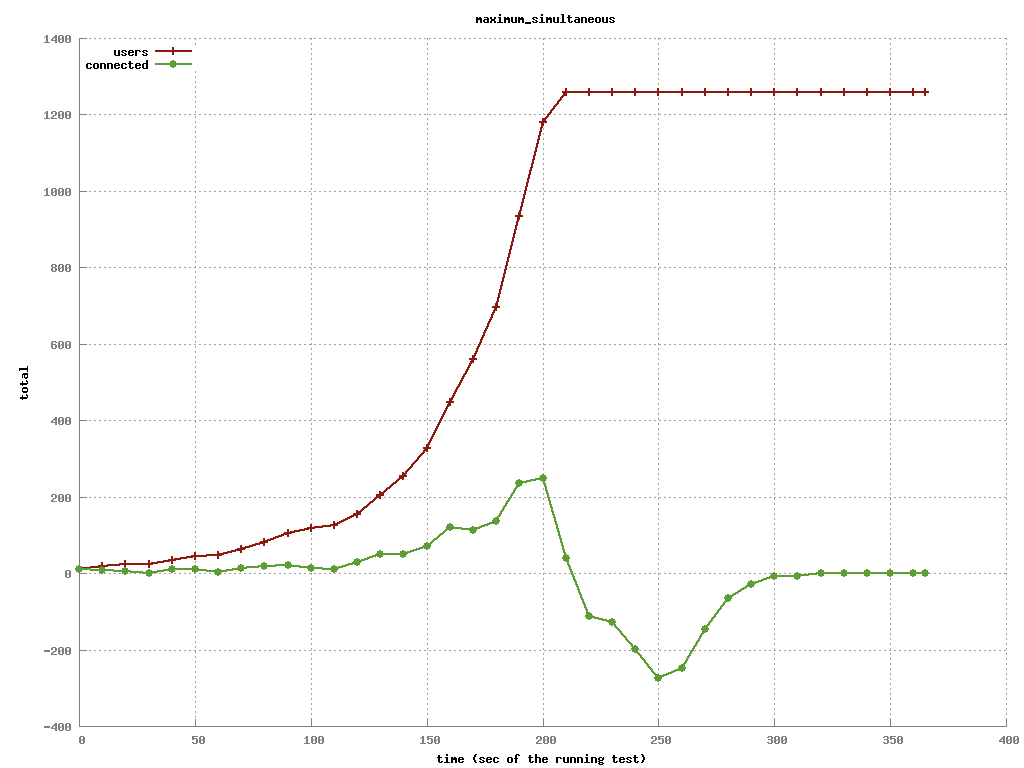 maximum_simultaneous
1400
users
connected
1200
1000
800
600
total
400
200
0
-200
-400
0 50 100 150 200 250 300 350 400
time (sec of the running test)